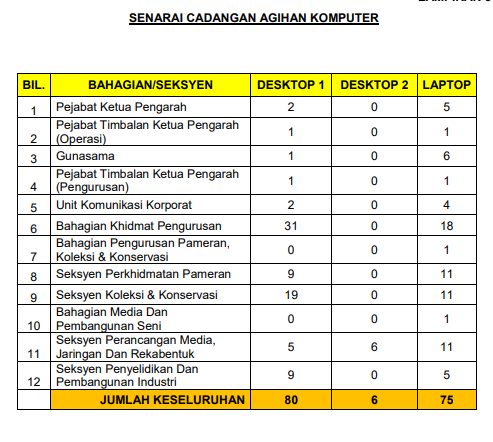 SENARAI CADANGAN AGIHAN KOMPUTER
BIL. BAHAGIAN/SEKSYEN DESKTOP 1 DESKTOP 2 LAPTOP
1 Pejabat Ketua Pengarah 2 0 5
Pejabat Timbalan Ketua Pengarah
2 (Operasi) 1 0 1
3 Gunasama 1 0 6
Pejabat Timbalan Ketua Pengarah
4 (Pengurusan) 1 0 1
5 Unit Komunikasi Korporat 2 0 4
6 Bahagian Khidmat Pengurusan 31 0 18
Bahagian Pengurusan Pameran,
7 Koleksi & Konservasi 0 0 1
8 Seksyen Perkhidmatan Pameran 9 0 11
9 Seksyen Koleksi & Konservasi 19 0 11
Bahagian Media Dan
10 Pembangunan Seni 0 0 1
Seksyen Perancangan Media,
11 Jaringan Dan Rekabentuk 5 6 11
Seksyen Penyelidikan Dan
12 Pembangunan Industri 9 0 5
JUMLAH KESELURUHAN 80 6 75